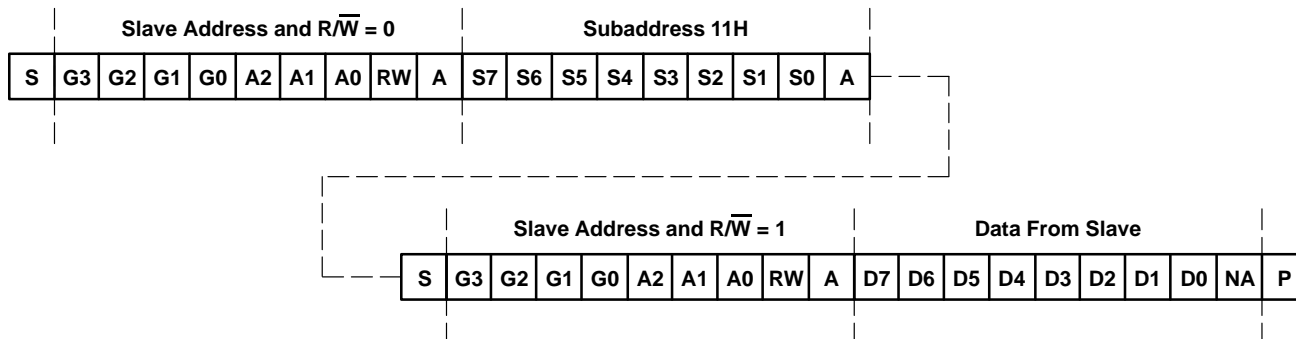 Slave Address and R/W̅ = 0 Subaddress 11H
S G3 G2 G1 G0 A2 A1 A0 RW A S7 S6 S5 S4 S3 S2 S1 S0 A
Slave Address and R/W̅ = 1 Data From Slave
S G3 G2 G1 G0 A2 A1 A0 RW A D7 D6 D5 D4 D3 D2 D1 D0 NA P